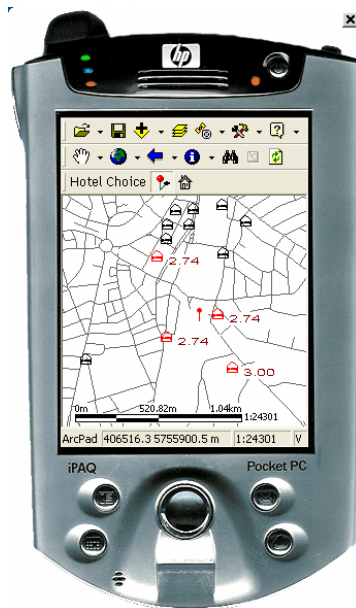 hp
Hotel Choice
2.74
2.74
2.74
3.00
0m 520.82m 1.04km
1:24301
ArcPad 406516.3 5755900.5 m 1:24301 V
iPAQ Pocket PC